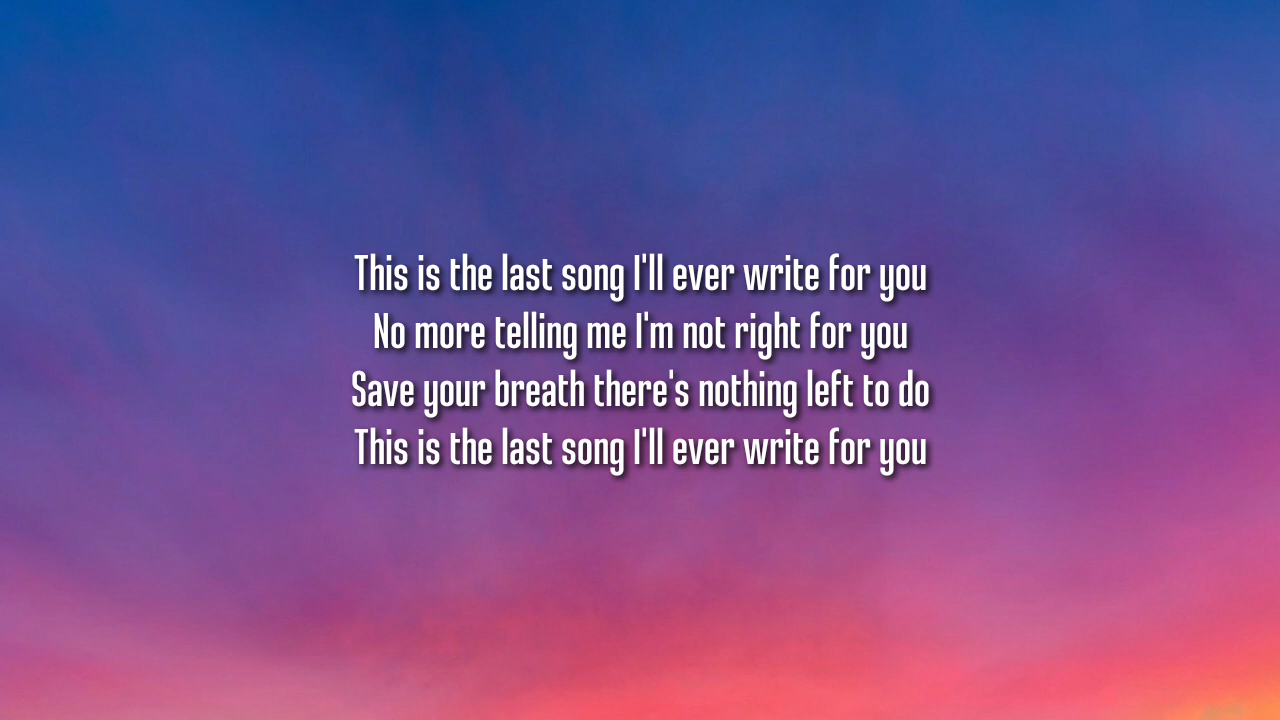 This is the last song I'll ever write for you
No more telling me I'm not right for you
Save your breath there's nothing left to do
This is the last song I'll ever write for you